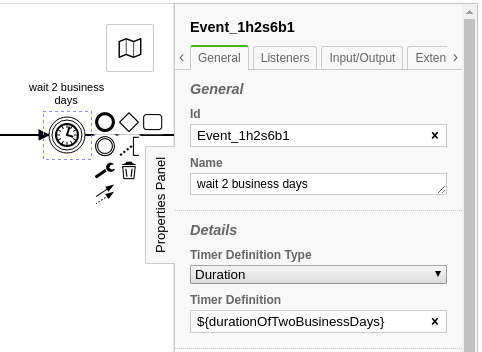 Event_1h2s6b1
General
Listeners
Input/Output
Exten
General
Id
Event_1h2s6b1
Name
wait 2 business days
Details
Timer Definition Type
Duration
Timer Definition
${durationOfTwoBusinessDays}
wait 2 business
days
Properties Panel